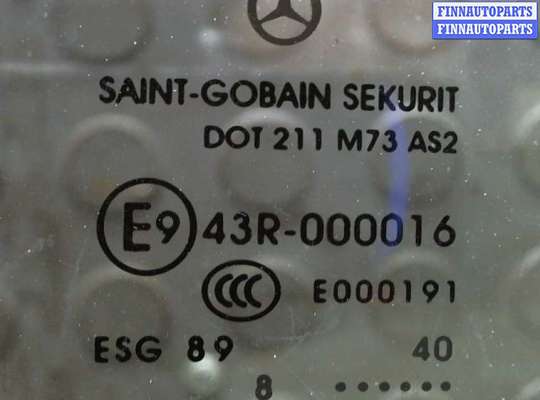 FINNAUTOPARTS
FINNAUTOPARTS
SAINT-GOBAIN SEKURIT
DOT 211 M73 AS2
E9 43R-000016
CCC E000191
ESG 89 40
8 ••••••